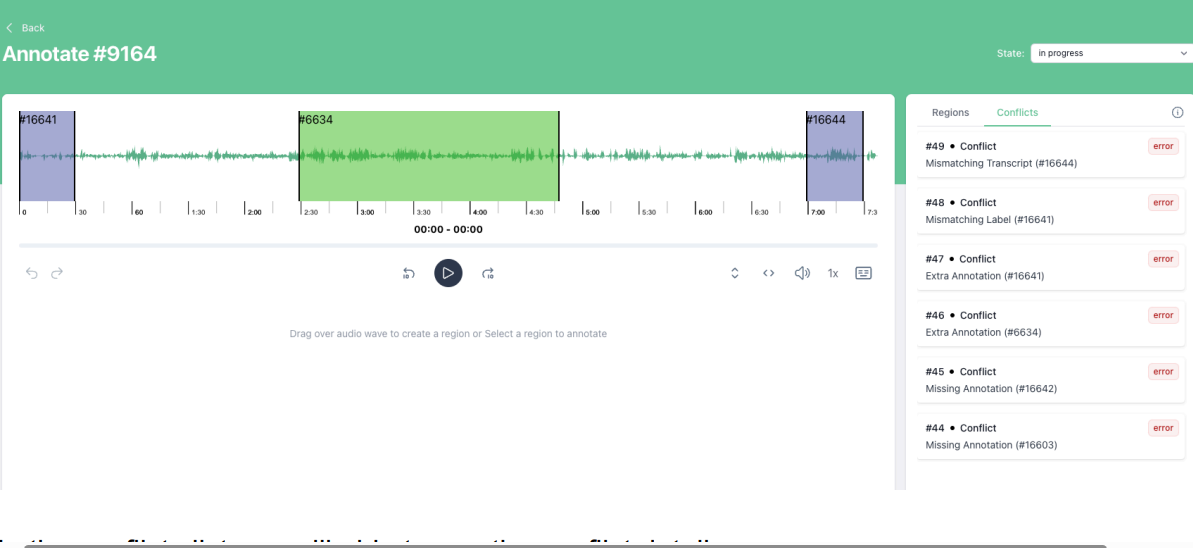 Back
Annotate #9164
State: in progress
#16641
#6634
#16644
0 30 60 1:30 2:00 2:30 3:00 3:30 4:00 4:30 5:00 5:30 6:00 6:30 7:00 7:3
00:00 - 00:00
10 10 1x
Drag over audio wave to create a region or Select a region to annotate
Regions Conflicts
#49 • Conflict error
Mismatching Transcript (#16644)
#48 • Conflict error
Mismatching Label (#16641)
#47 • Conflict error
Extra Annotation (#16641)
#46 • Conflict error
Extra Annotation (#6634)
#45 • Conflict error
Missing Annotation (#16642)
#44 • Conflict error
Missing Annotation (#16603)